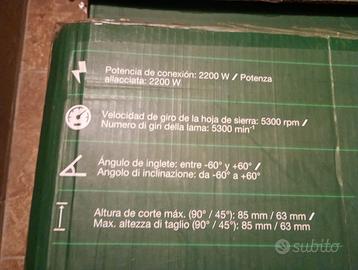 Potencia de conexión: 2200 W / Potenza
allacciata: 2200 W
Velocidad de giro de la hoja de sierra: 5300 rpm /
Numero di giri della lama: 5300 min⁻¹
Ángulo de inglete: entre -60° y +60° /
Angolo di inclinazione: da -60° a +60°
Altura de corte máx. (90° / 45°): 85 mm / 63 mm /
Max. altezza di taglio (90° / 45°): 85 mm / 63 mm
subito